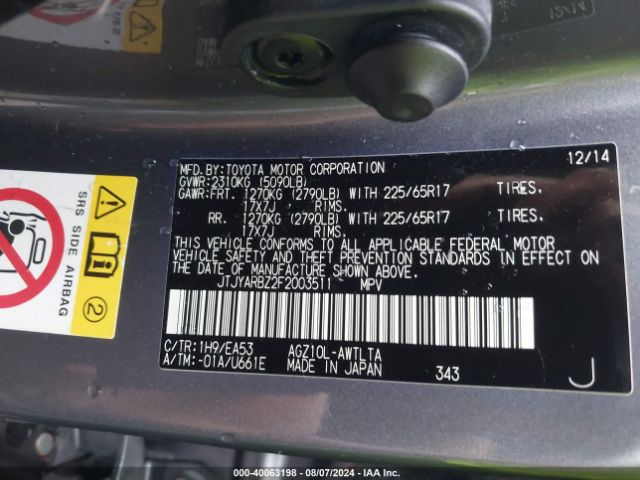 12/14
MFD.BY:TOYOTA MOTOR CORPORATION 12/14
GVWR:2310KG (5090LB)
GAWR:FRT. 1270KG (2790LB) WITH 225/65R17 TIRES.
17X7J RIMS.
RR. 1270KG (2790LB) WITH 225/65R17 TIRES.
17X7J RIMS.
THIS VEHICLE CONFORMS TO ALL APPLICABLE FEDERAL MOTOR
VEHICLE SAFETY AND THEFT PREVENTION STANDARDS IN EFFECT ON THE
DATE OF MANUFACTURE SHOWN ABOVE.
JTJYARBZ2F2003511 MPV
C/TR:1H9/EA53 AGZ10L-AWTLTA
A/TM:-01A/U661E MADE IN JAPAN 343 J
SRS SIDE AIRBAG
2
000-40063198 - 08/07/2024 - IAA Inc.